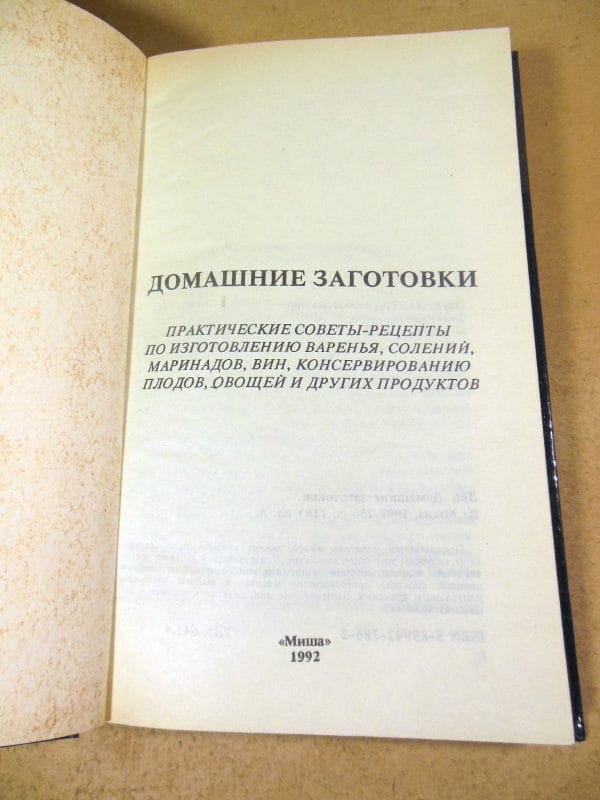 ДОМАШНИЕ ЗАГОТОВКИ
ПРАКТИЧЕСКИЕ СОВЕТЫ-РЕЦЕПТЫ
ПО ИЗГОТОВЛЕНИЮ ВАРЕНЬЯ, СОЛЕНИЙ,
МАРИНАДОВ, ВИН, КОНСЕРВИРОВАНИЮ
ПЛОДОВ, ОВОЩЕЙ И ДРУГИХ ПРОДУКТОВ
«Миша»
1992